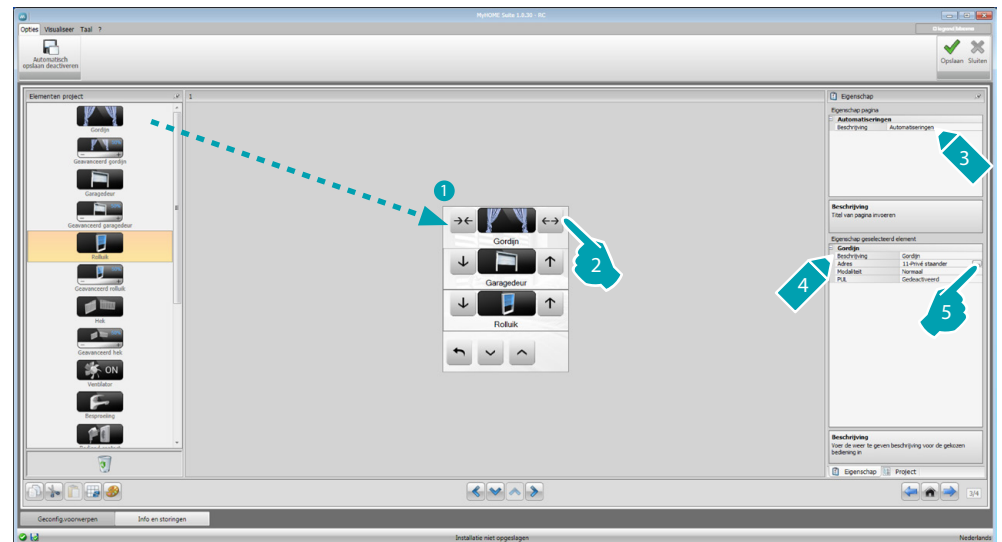 MyHOME Suite 1.0.30 - RC
Opties Visualiseer Taal ?
Automatisch
opslaan deactiveren
Opslaan Sluiten
Elementen project
1
Eigenschap
Gordijn
Geavanceerd gordijn
Garagedeur
Geavanceerd garagedeur
Rolluik
Geavanceerd rolluik
Hek
Geavanceerd hek
ON
Ventilator
Besproeiing
1
Gordijn
2
Garagedeur
Rolluik
Eigenschap pagina
Automatiseringen
Beschrijving Automatiseringen
3
Beschrijving
Titel van pagina invoeren
Eigenschap geselecteerd element
Gordijn
Beschrijving Gordijn
Adres 11-Privé staander
Modaliteit Normaal
PUL Gedeactiveerd
4
5
Beschrijving
Voer de weer te geven beschrijving voor de gekozen
bediening in
Eigenschap Project
3/4
Geconfig.voorwerpen Info en storingen
Installatie niet opgeslagen
Nederlands